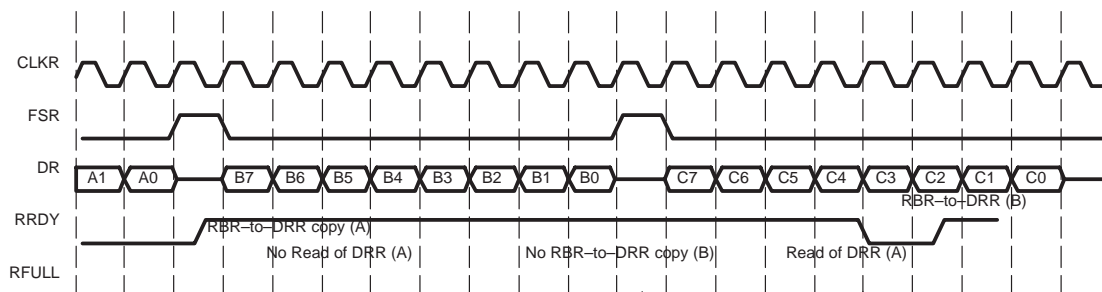 CLKR
FSR
DR A1 A0 B7 B6 B5 B4 B3 B2 B1 B0 C7 C6 C5 C4 C3 C2 C1 C0
RBR–to–DRR (B)
RRDY
RBR–to–DRR copy (A)
No Read of DRR (A) No RBR–to–DRR copy (B) Read of DRR (A)
RFULL